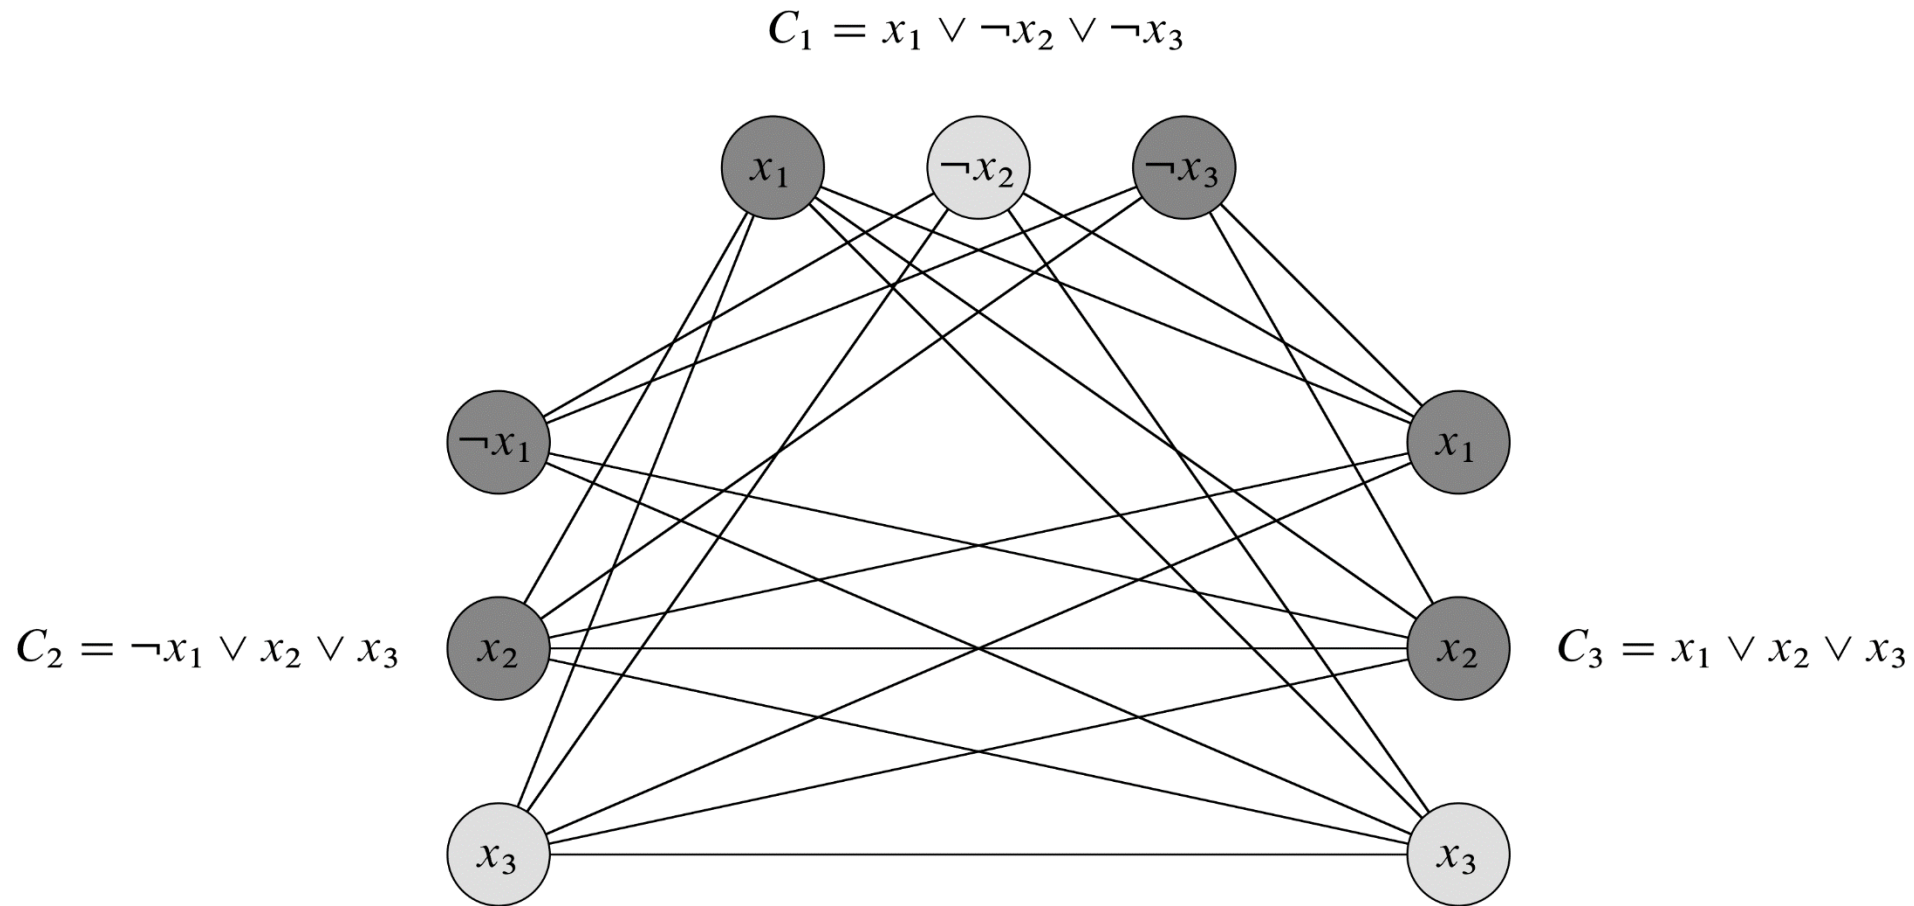 C₁ = x₁ ∨ ¬x₂ ∨ ¬x₃
x₁ ¬x₂ ¬x₃
¬x₁ x₁
C₂ = ¬x₁ ∨ x₂ ∨ x₃ x₂ x₂ C₃ = x₁ ∨ x₂ ∨ x₃
x₃ x₃